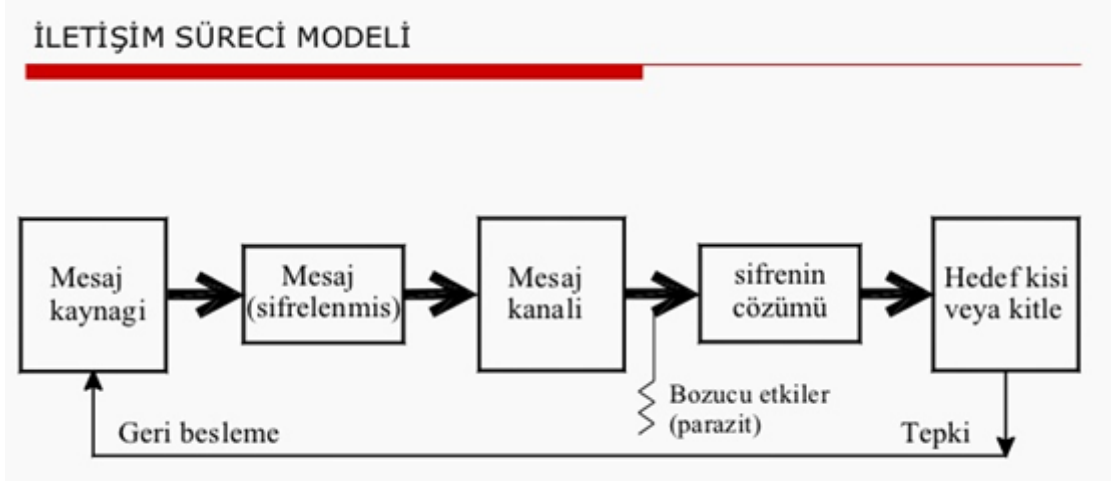 İLETİŞİM SÜRECİ MODELİ
Mesaj
kaynagi
Mesaj
(sifrelenmis)
Mesaj
kanali
sifrenin
cözümü
Hedef kisi
veya kitle
Bozucu etkiler
(parazit)
Geri besleme
Tepki